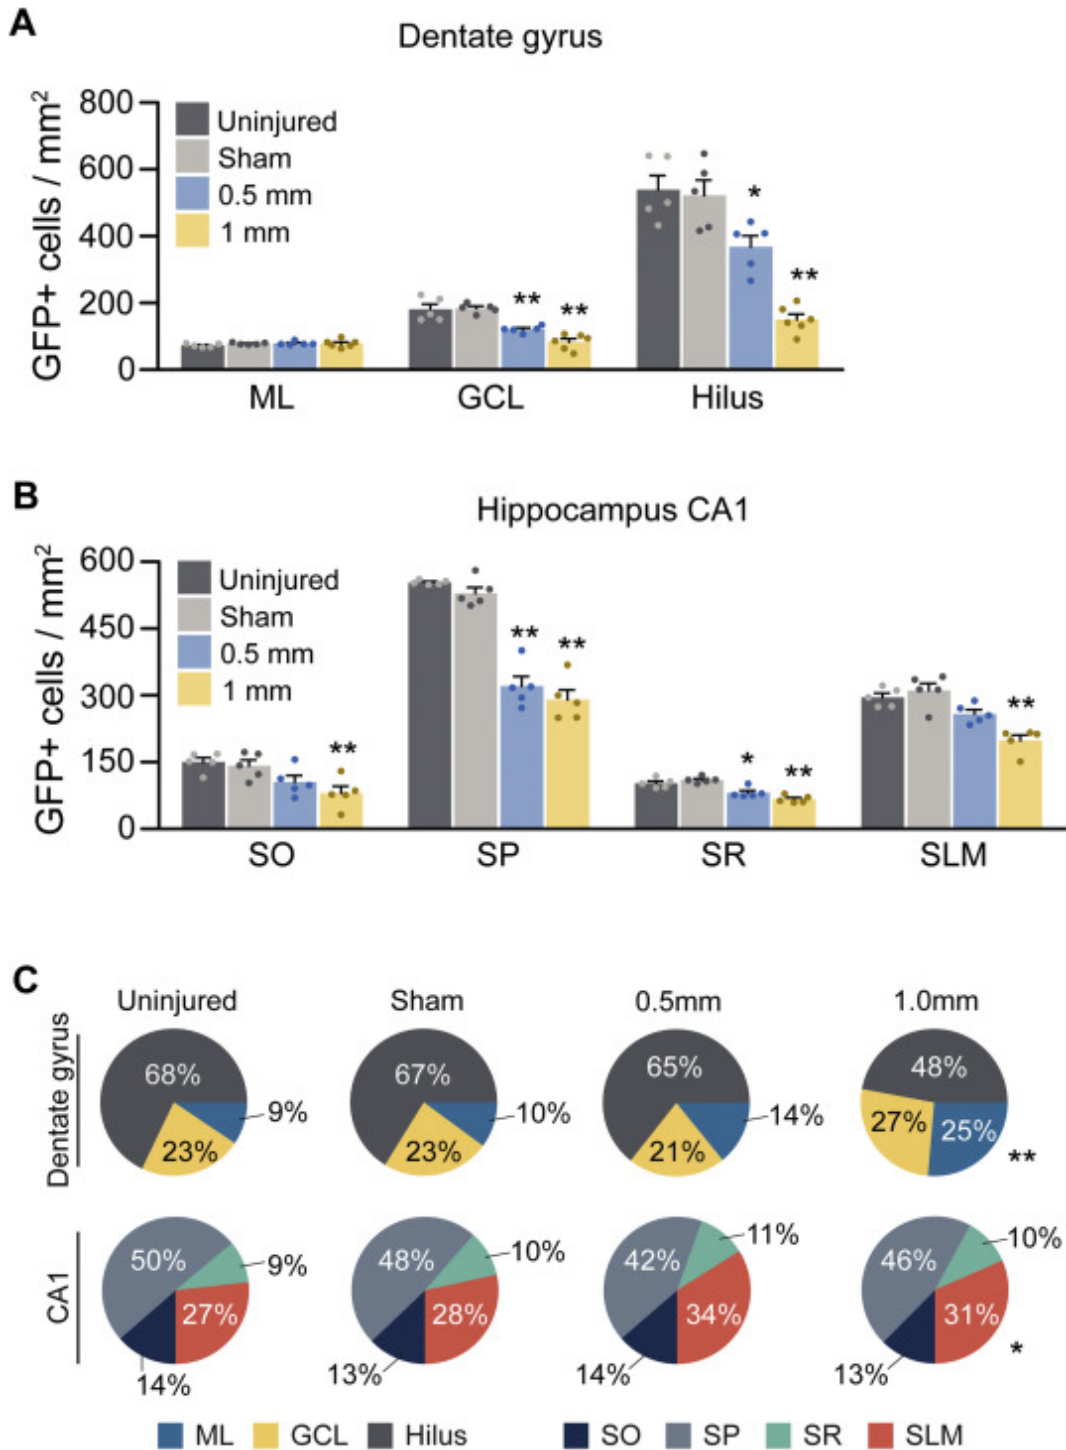 A
Dentate gyrus
GFP+ cells / mm²
800
600
400
200
0
Uninjured
Sham
0.5 mm
1 mm
** ** * **
ML GCL Hilus
B
Hippocampus CA1
GFP+ cells / mm²
600
450
300
150
0
Uninjured
Sham
0.5 mm
1 mm
** ** ** * ** **
SO SP SR SLM
C
Uninjured Sham 0.5mm 1.0mm
Dentate gyrus
68% 9% 23%
67% 10% 23%
65% 14% 21%
48% 27% 25% **
CA1
50% 9% 27% 14%
48% 10% 28% 13%
42% 11% 34% 14%
46% 10% 31% 13% *
ML GCL Hilus SO SP SR SLM